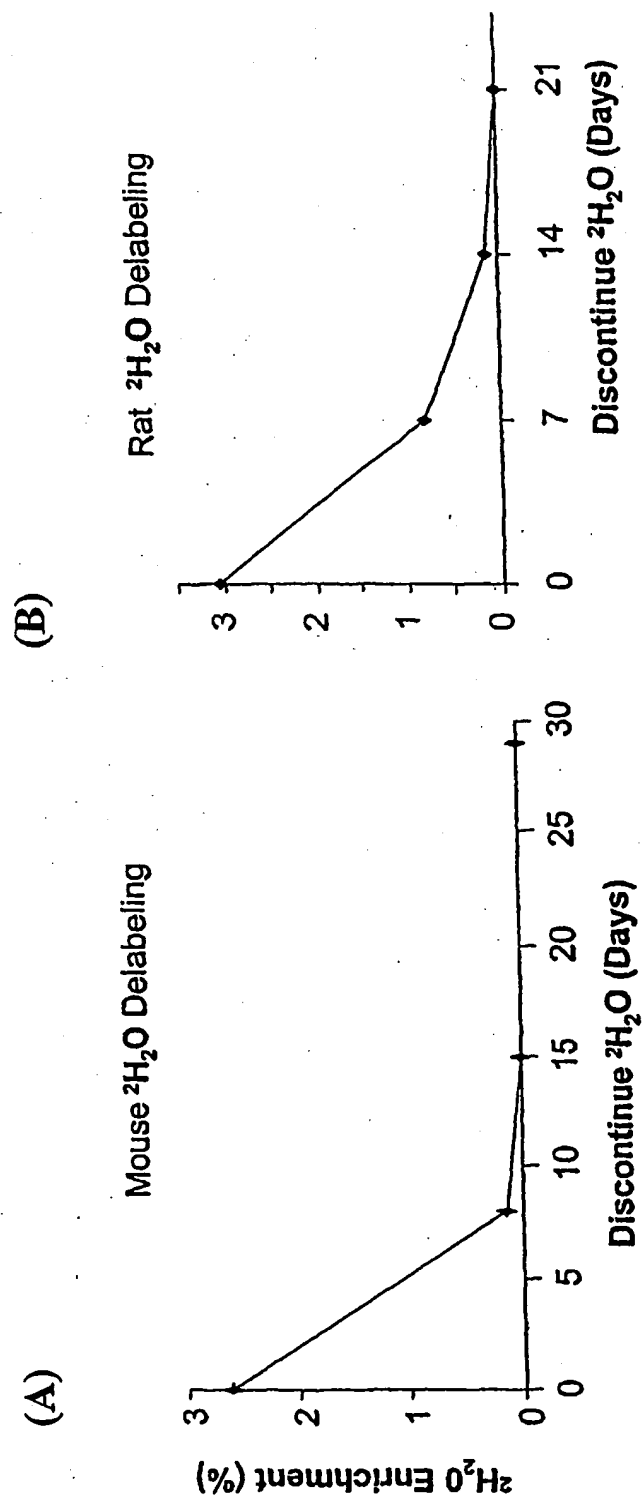 (A)
Mouse ²H₂O Delabeling
²H₂0 Enrichment (%)
3
2
1
0
0 5 10 15 20 25 30
Discontinue ²H₂O (Days)
(B)
Rat ²H₂O Delabeling
3
2
1
0
0 7 14 21
Discontinue ²H₂O (Days)